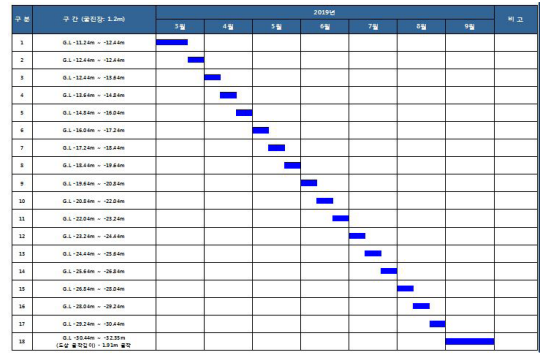 구 분 구 간 (굴진장: 1.2m) 2019년 비 고
3월 4월 5월 6월 7월 8월 9월
1 G.L -11.24m ~ -12.44m
2 G.L -12.44m ~ -12.44m
3 G.L -12.44m ~ -13.64m
4 G.L -13.64m ~ -14.84m
5 G.L -14.84m ~ -16.04m
6 G.L -16.04m ~ -17.24m
7 G.L -17.24m ~ -18.44m
8 G.L -18.44m ~ -19.64m
9 G.L -19.64m ~ -20.84m
10 G.L -20.84m ~ -22.04m
11 G.L -22.04m ~ -23.24m
12 G.L -23.24m ~ -24.44m
13 G.L -24.44m ~ -25.64m
14 G.L -25.64m ~ -26.84m
15 G.L -26.84m ~ -28.04m
16 G.L -28.04m ~ -29.24m
17 G.L -29.24m ~ -30.44m
18 G.L -30.44m ~ -32.35m
~ 1.91m 굴착